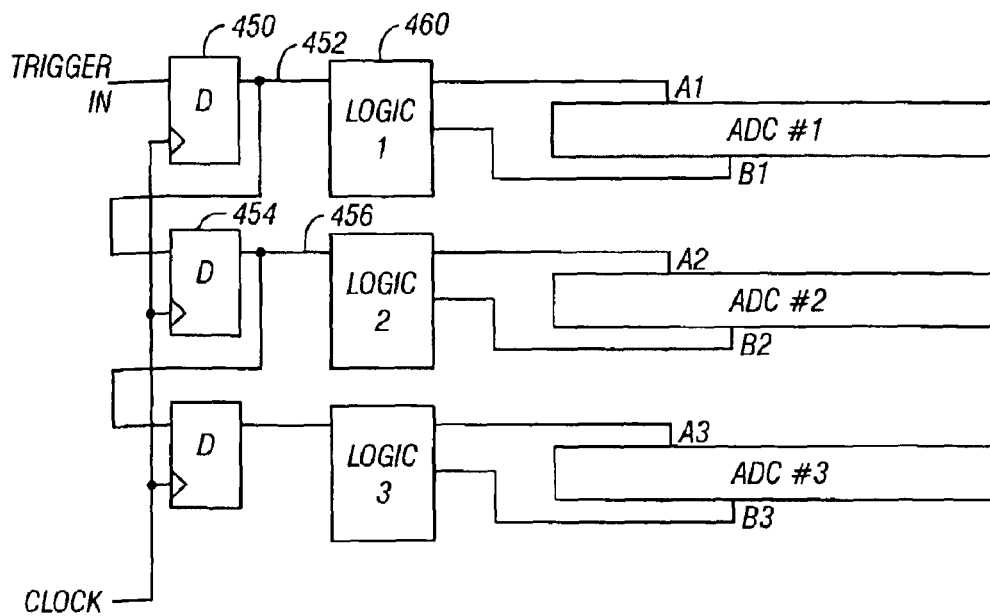 450
452
460
TRIGGER
IN
D
LOGIC
1
A1
ADC #1
B1
454
456
D
LOGIC
2
A2
ADC #2
B2
D
LOGIC
3
A3
ADC #3
B3
CLOCK